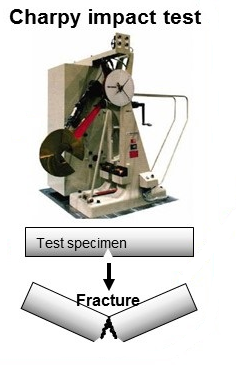 Charpy impact test
Test specimen
Fracture